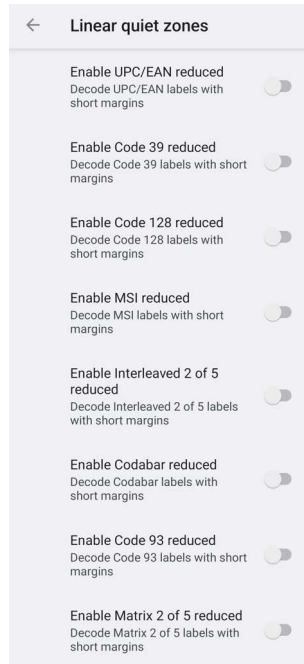 Linear quiet zones
Enable UPC/EAN reduced
Decode UPC/EAN labels with
short margins
Enable Code 39 reduced
Decode Code 39 labels with short
margins
Enable Code 128 reduced
Decode Code 128 labels with
short margins
Enable MSI reduced
Decode MSI labels with short
margins
Enable Interleaved 2 of 5
reduced
Decode Interleaved 2 of 5 labels
with short margins
Enable Codabar reduced
Decode Codabar labels with
short margins
Enable Code 93 reduced
Decode Code 93 labels with short
margins
Enable Matrix 2 of 5 reduced
Decode Matrix 2 of 5 labels with
short margins